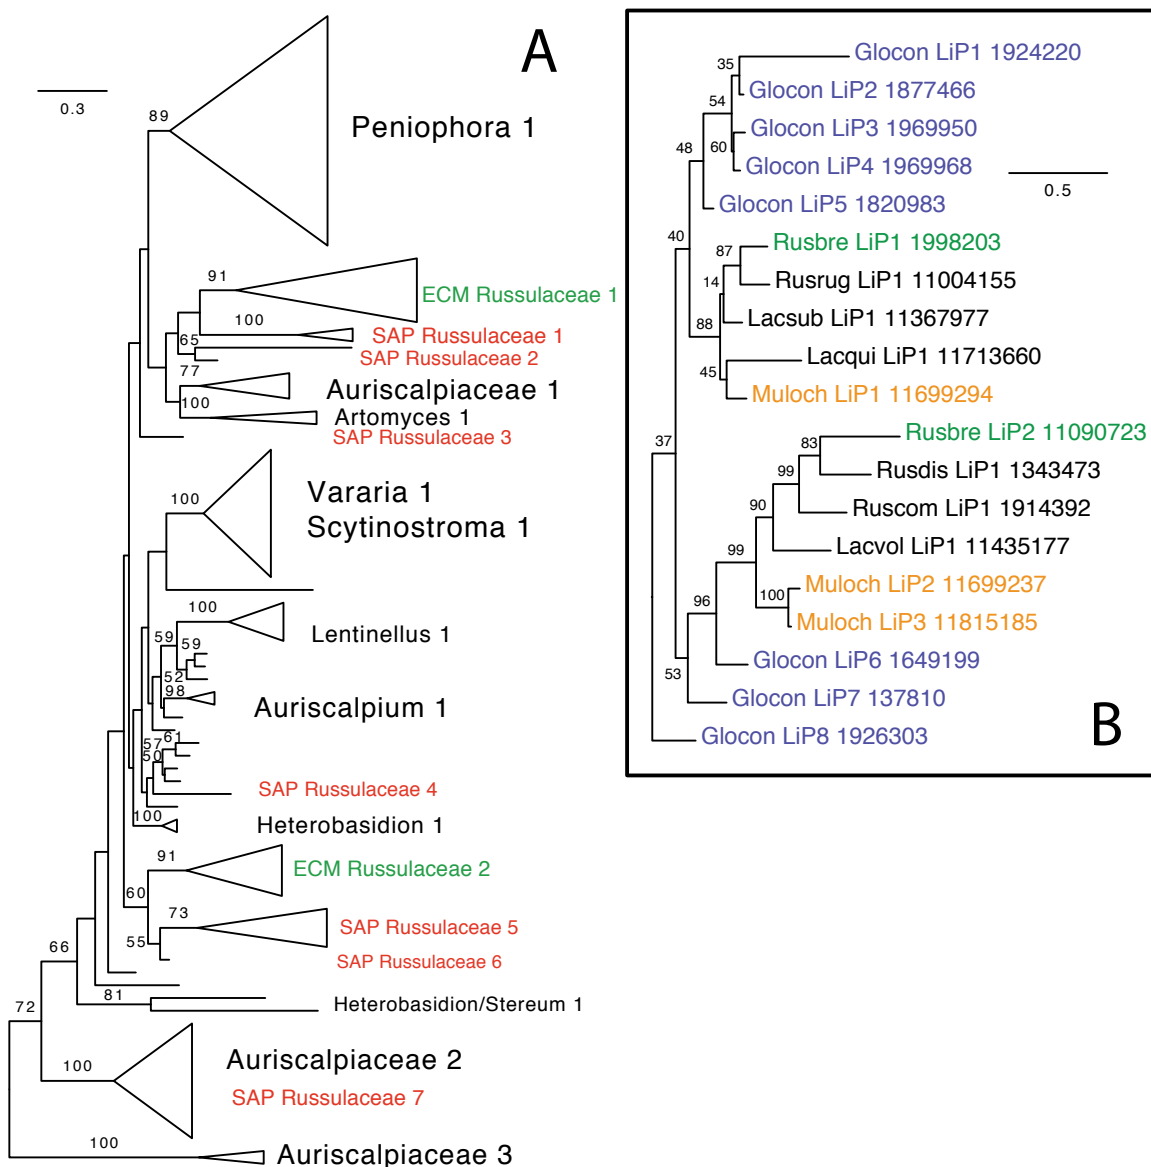 A
0.3
89
Peniophora 1
91
ECM Russulaceae 1
100
SAP Russulaceae 1
65
SAP Russulaceae 2
77
Auriscalpiaceae 1
100
Artomyces 1
SAP Russulaceae 3
100
Vararia 1
Scytinostroma 1
100
Lentinellus 1
59
59
52
98
Auriscalpium 1
61
57
50
SAP Russulaceae 4
100
Heterobasidion 1
91
ECM Russulaceae 2
60
73
SAP Russulaceae 5
55
SAP Russulaceae 6
66
81
Heterobasidion/Stereum 1
72
100
Auriscalpiaceae 2
SAP Russulaceae 7
100
Auriscalpiaceae 3
B
0.5
Glocon LiP1 1924220
35
Glocon LiP2 1877466
54
Glocon LiP3 1969950
60
Glocon LiP4 1969968
48
Glocon LiP5 1820983
40
Rusbre LiP1 1998203
87
Rusrug LiP1 11004155
14
Lacsub LiP1 11367977
88
Lacqui LiP1 11713660
45
Muloch LiP1 11699294
37
Rusbre LiP2 11090723
83
Rusdis LiP1 1343473
99
Ruscom LiP1 1914392
90
Lacvol LiP1 11435177
99
Muloch LiP2 11699237
100
Muloch LiP3 11815185
96
Glocon LiP6 1649199
53
Glocon LiP7 137810
Glocon LiP8 1926303